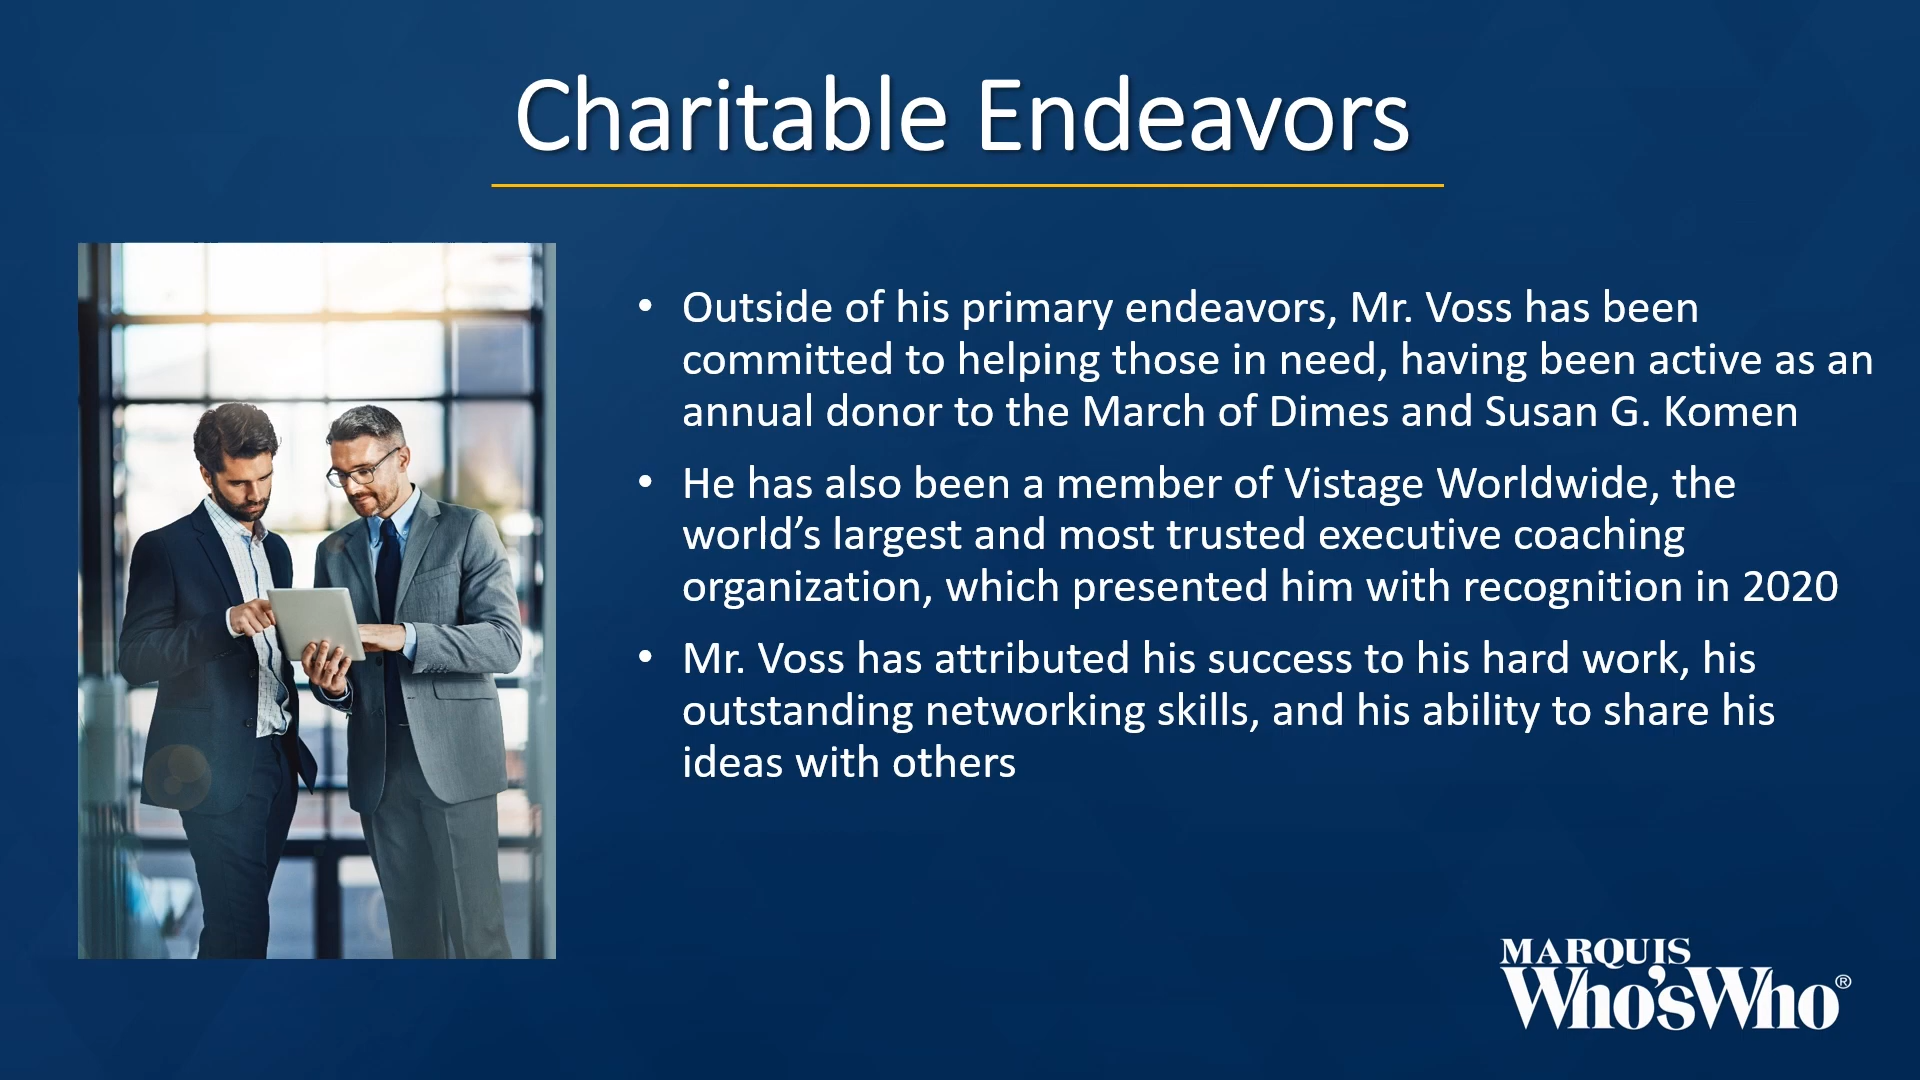 Charitable Endeavors
• Outside of his primary endeavors, Mr. Voss has been
committed to helping those in need, having been active as an
annual donor to the March of Dimes and Susan G. Komen
• He has also been a member of Vistage Worldwide, the
world’s largest and most trusted executive coaching
organization, which presented him with recognition in 2020
• Mr. Voss has attributed his success to his hard work, his
outstanding networking skills, and his ability to share his
ideas with others
MARQUIS
Who'sWho®